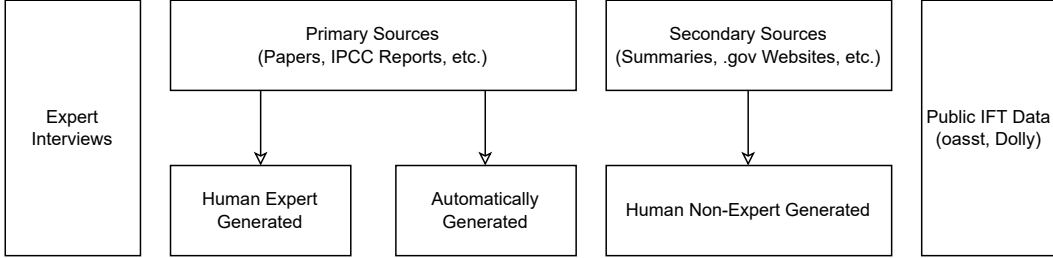 Expert
Interviews
Primary Sources
(Papers, IPCC Reports, etc.)
Human Expert
Generated
Automatically
Generated
Secondary Sources
(Summaries, .gov Websites, etc.)
Human Non-Expert Generated
Public IFT Data
(oasst, Dolly)